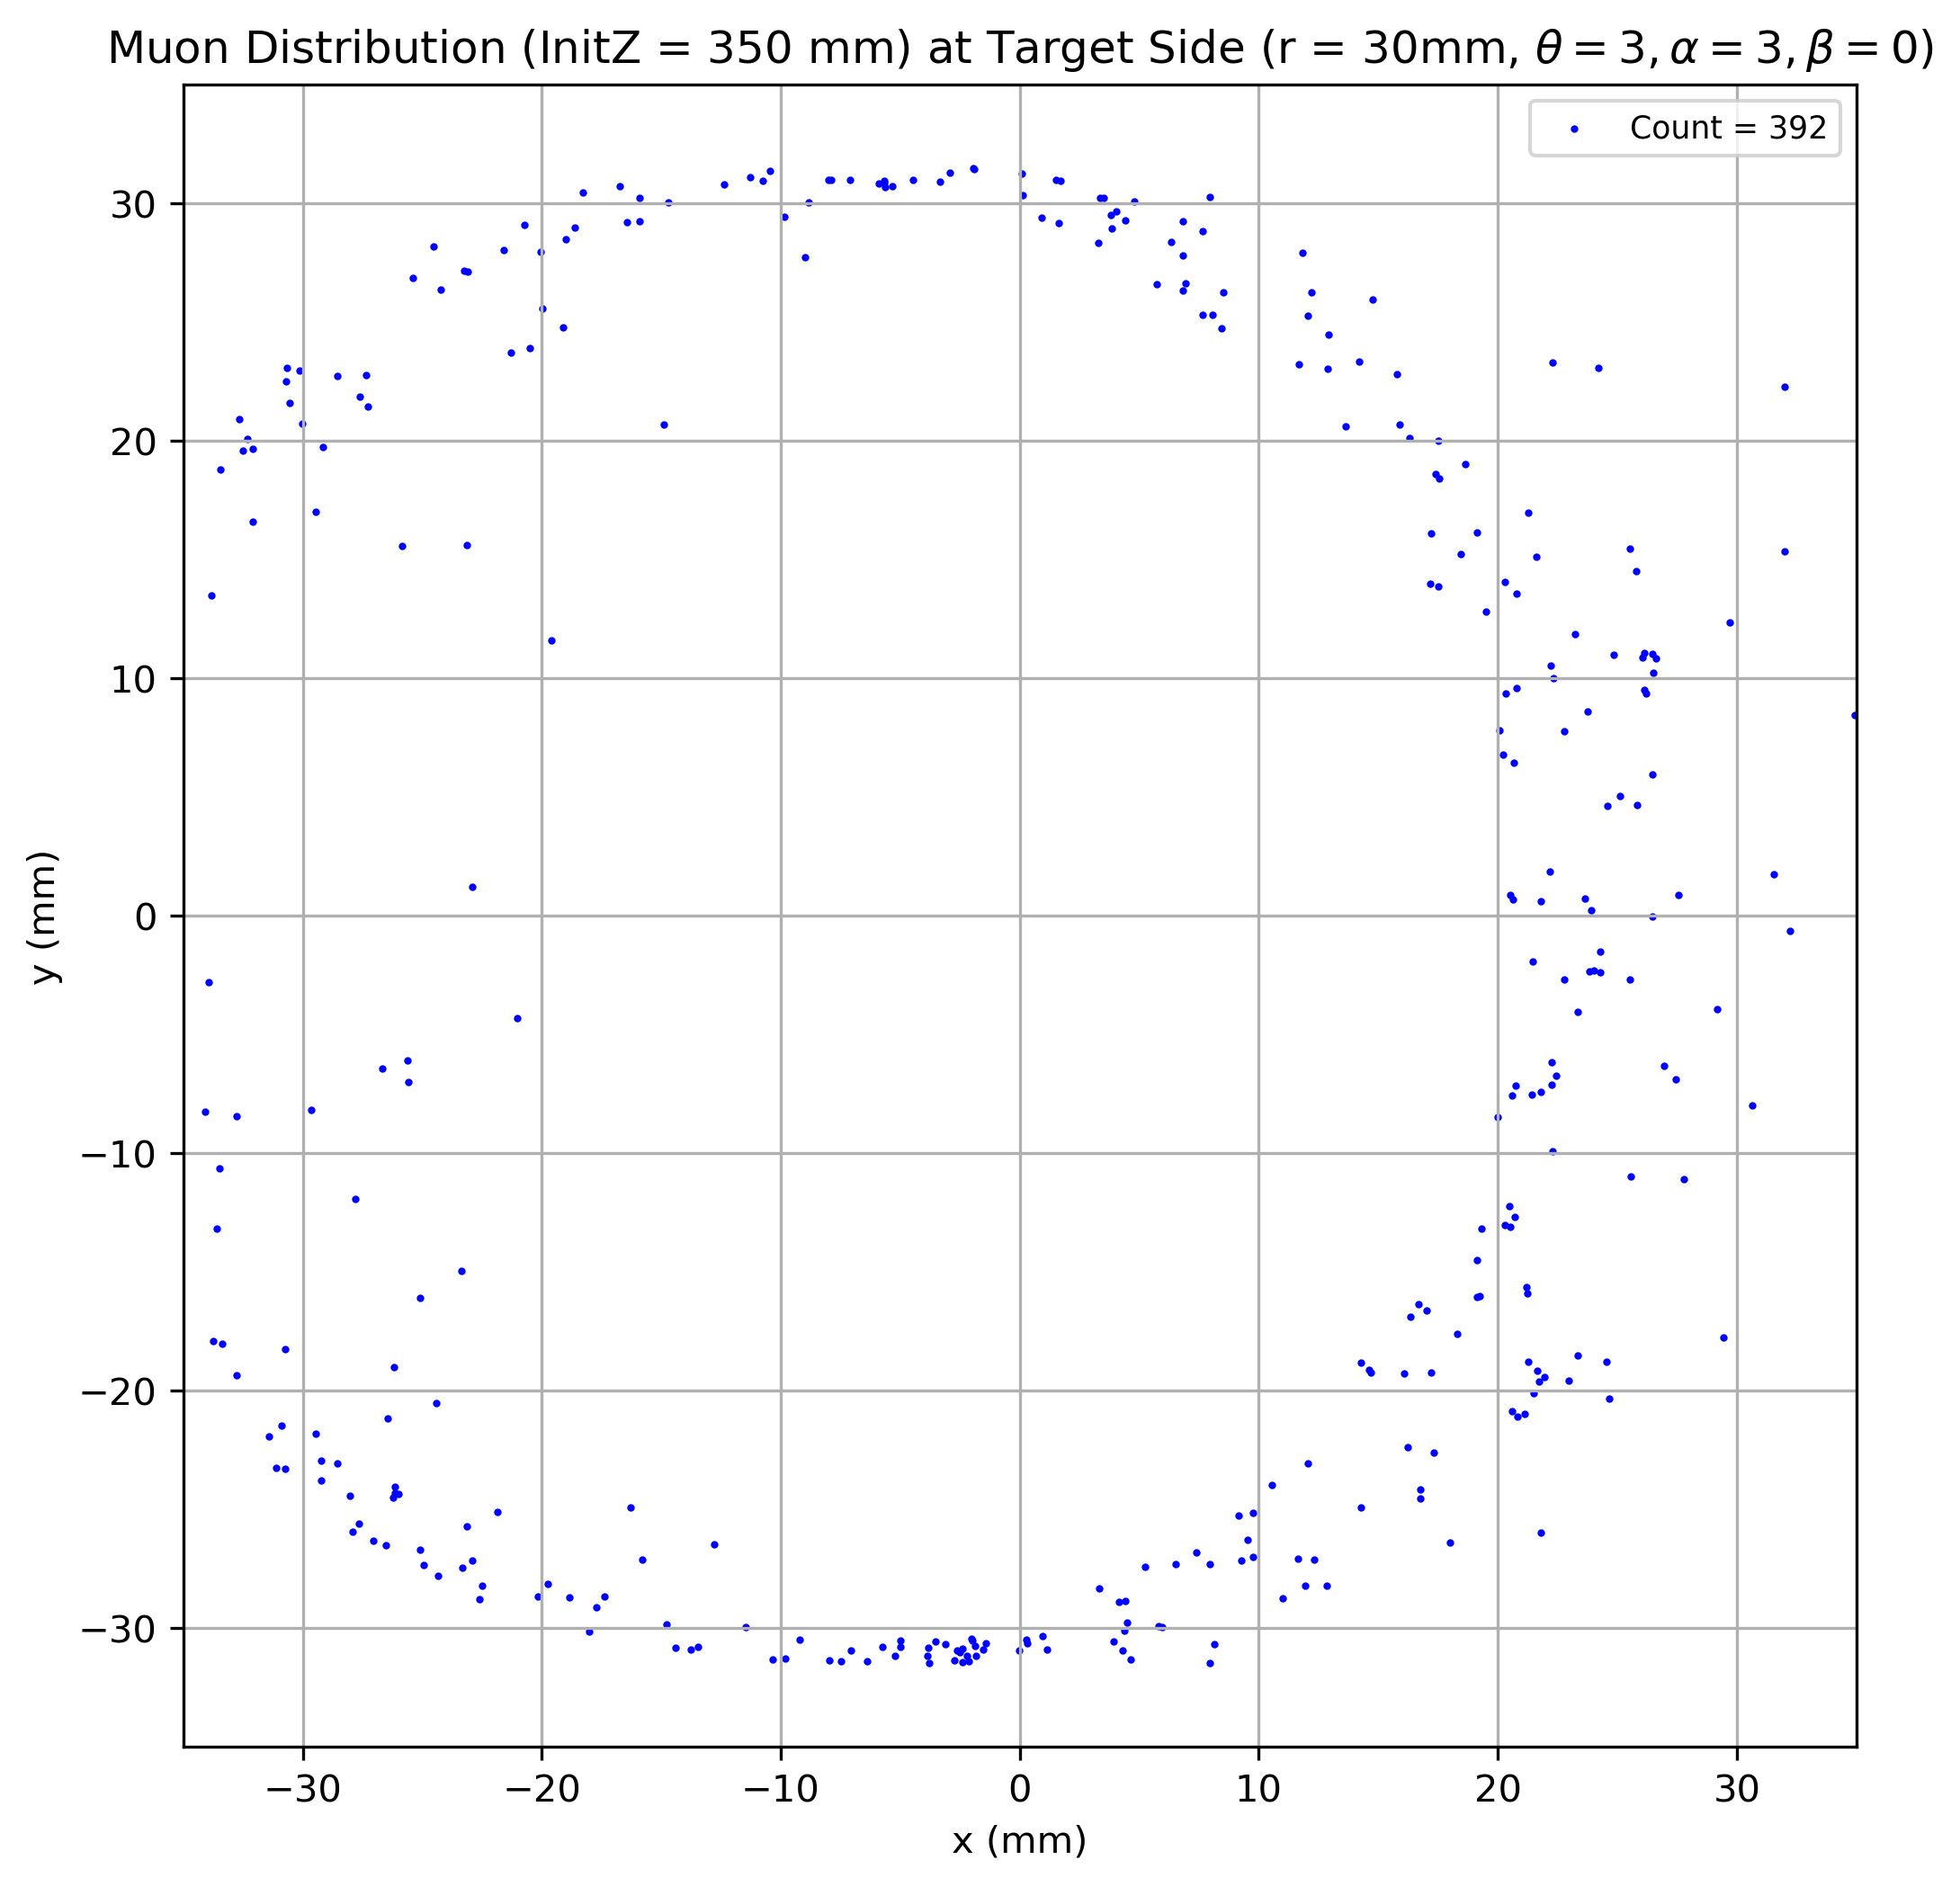 Muon Distribution (InitZ = 350 mm) at Target Side (r = 30mm, θ = 3, α = 3, β = 0)
Count = 392
30
20
10
0
−10
−20
−30
y (mm)
−30 −20 −10 0 10 20 30
x (mm)